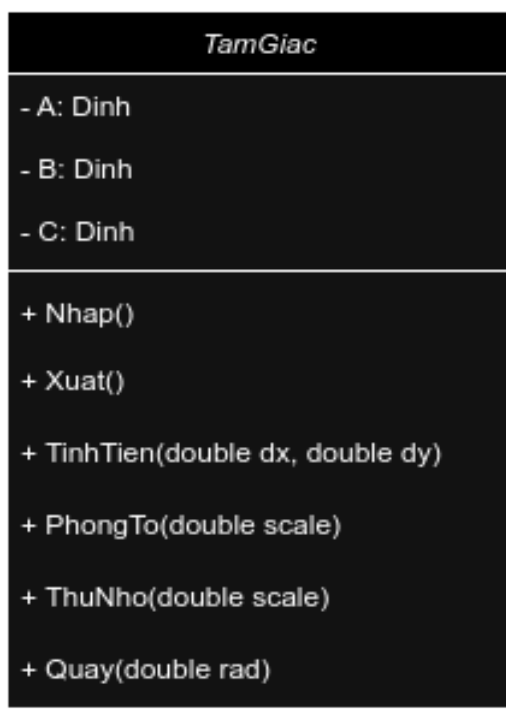 TamGiac
- A: Dinh
- B: Dinh
- C: Dinh
+ Nhap()
+ Xuat()
+ TinhTien(double dx, double dy)
+ PhongTo(double scale)
+ ThuNho(double scale)
+ Quay(double rad)